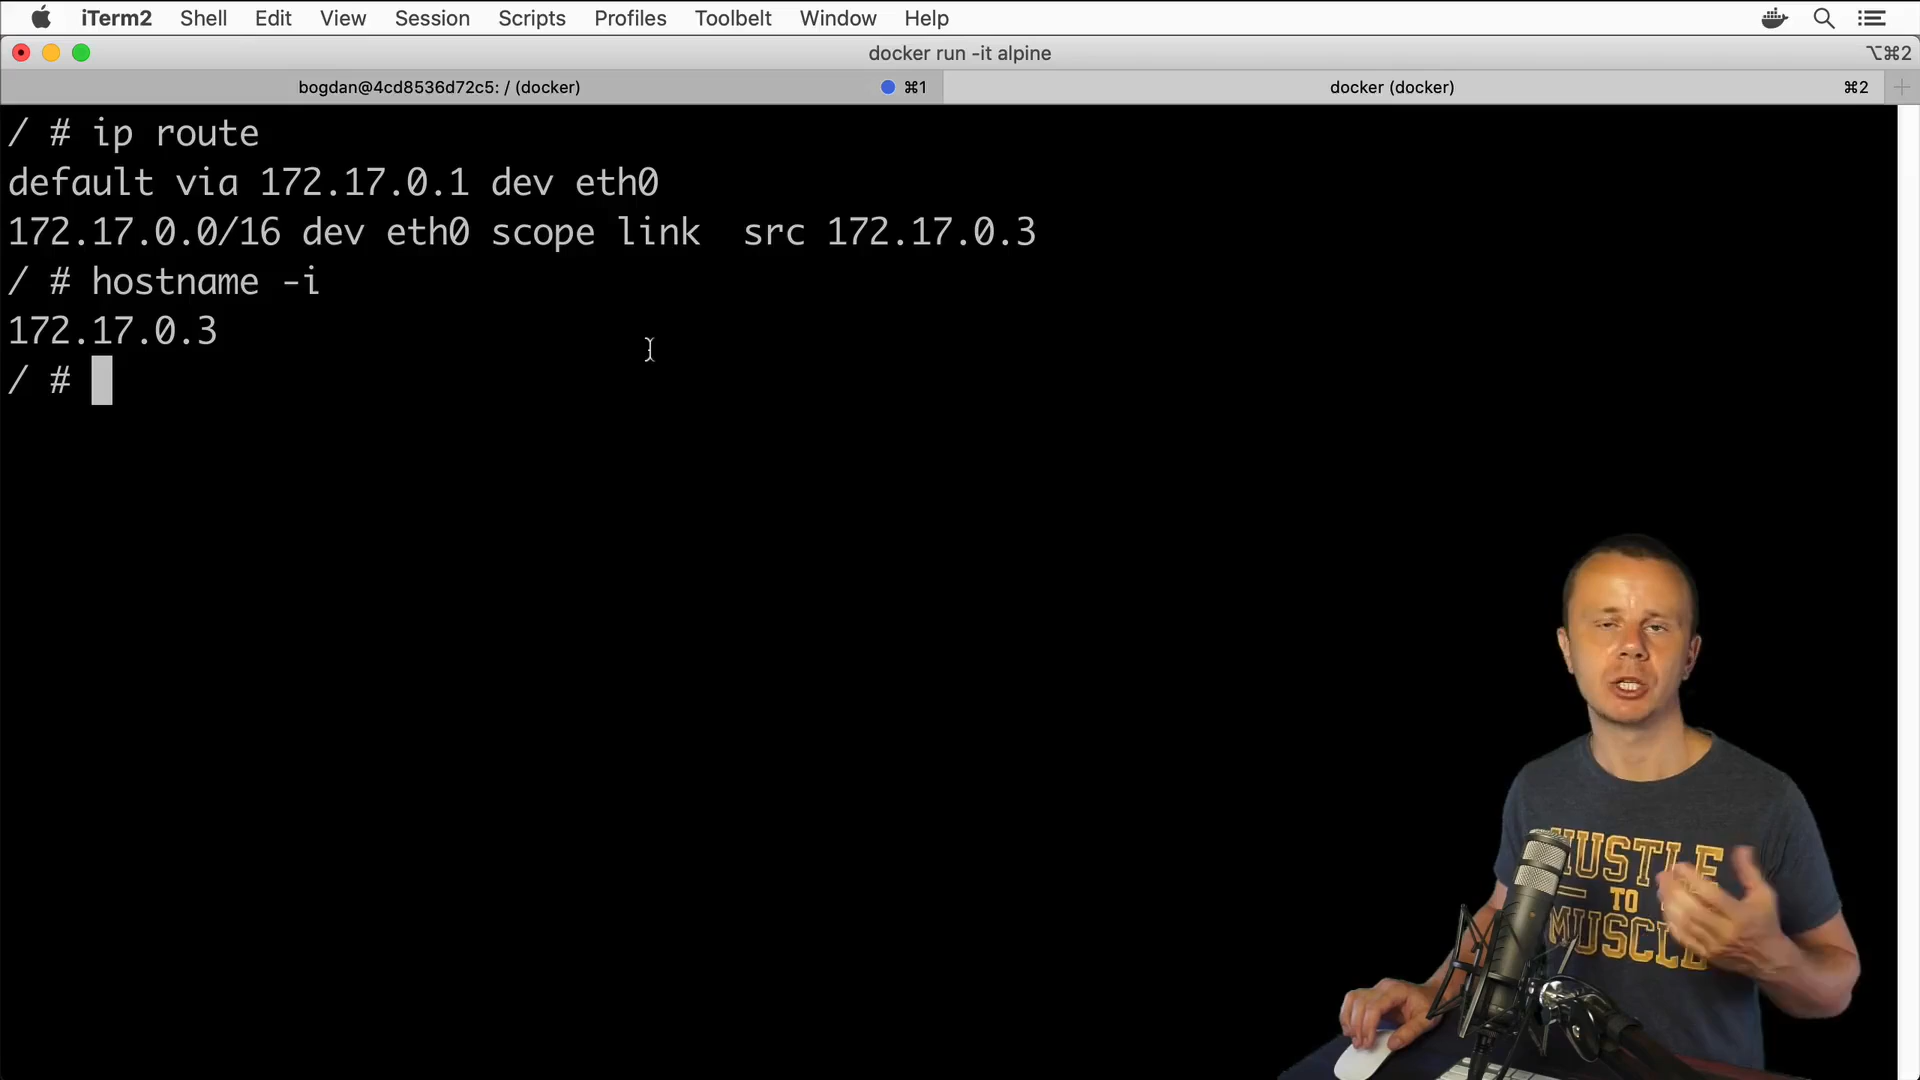 iTerm2 Shell Edit View Session Scripts Profiles Toolbelt Window Help
docker run -it alpine ⌥⌘2
bogdan@4cd8536d72c5: / (docker) ⌘1 docker (docker) ⌘2
/ # ip route
default via 172.17.0.1 dev eth0
172.17.0.0/16 dev eth0 scope link  src 172.17.0.3
/ # hostname -i
172.17.0.3
/ #
HUSTLE
TO
MUSCLE